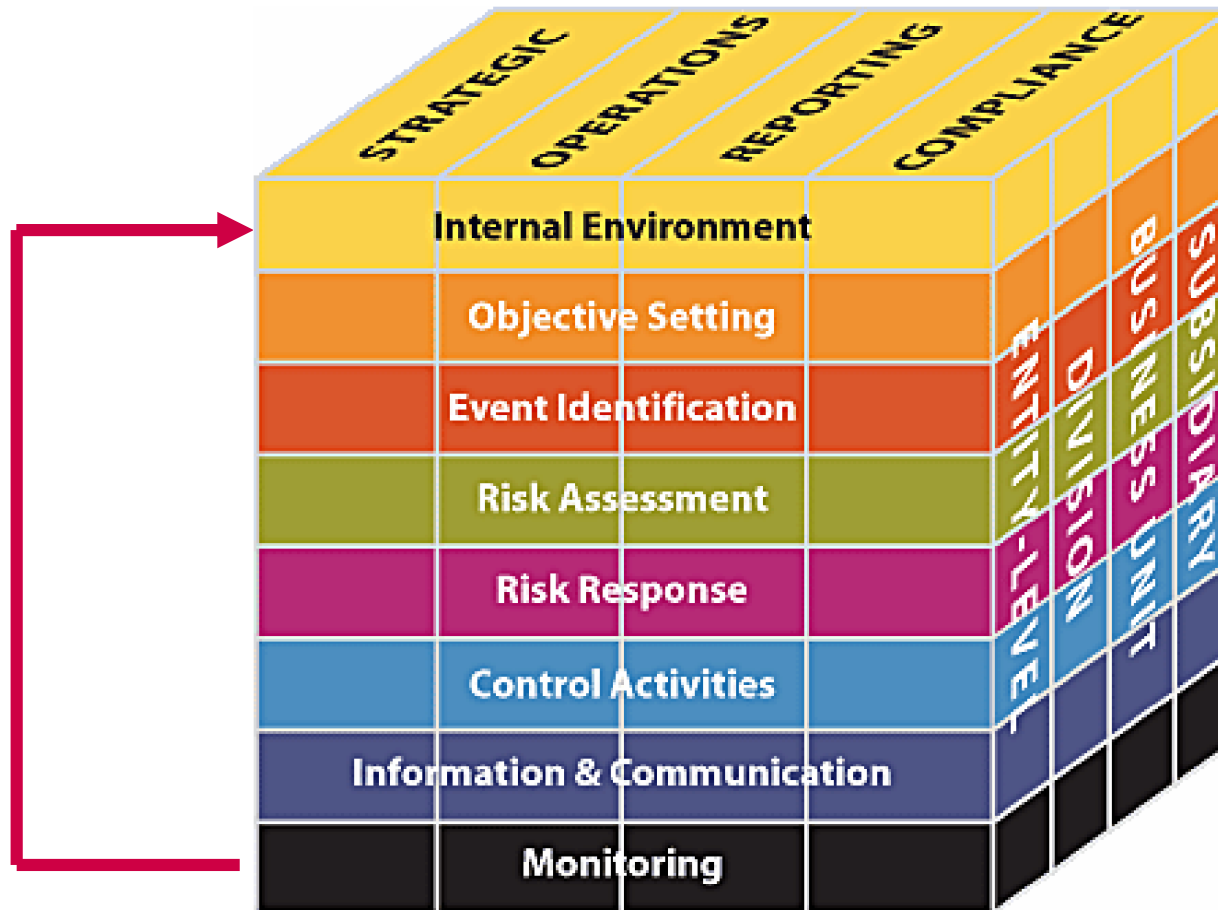 STRATEGIC
OPERATIONS
REPORTING
COMPLIANCE
Internal Environment
Objective Setting
Event Identification
Risk Assessment
Risk Response
Control Activities
Information & Communication
Monitoring
ENTITY-LEVEL
DIVISION
BUSINESS UNIT
SUBSIDIARY